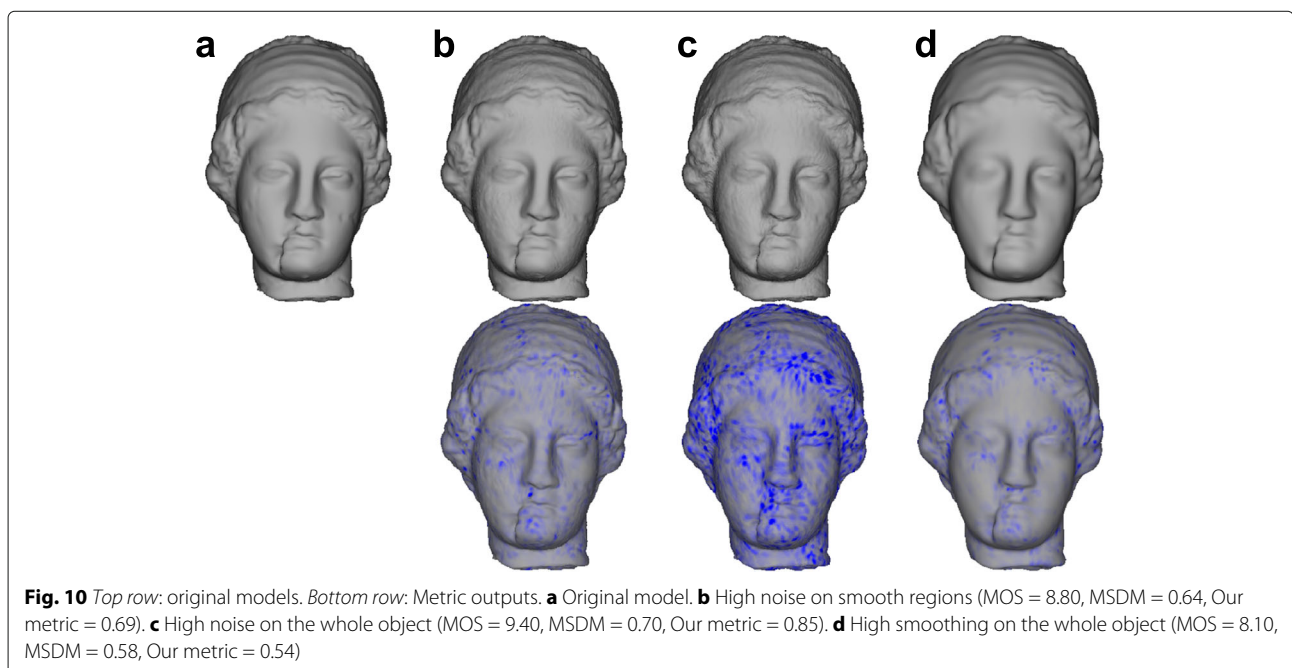 a b c d
Fig. 10 Top row: original models. Bottom row: Metric outputs. a Original model. b High noise on smooth regions (MOS = 8.80, MSDM = 0.64, Our
metric = 0.69). c High noise on the whole object (MOS = 9.40, MSDM = 0.70, Our metric = 0.85). d High smoothing on the whole object (MOS = 8.10,
MSDM = 0.58, Our metric = 0.54)